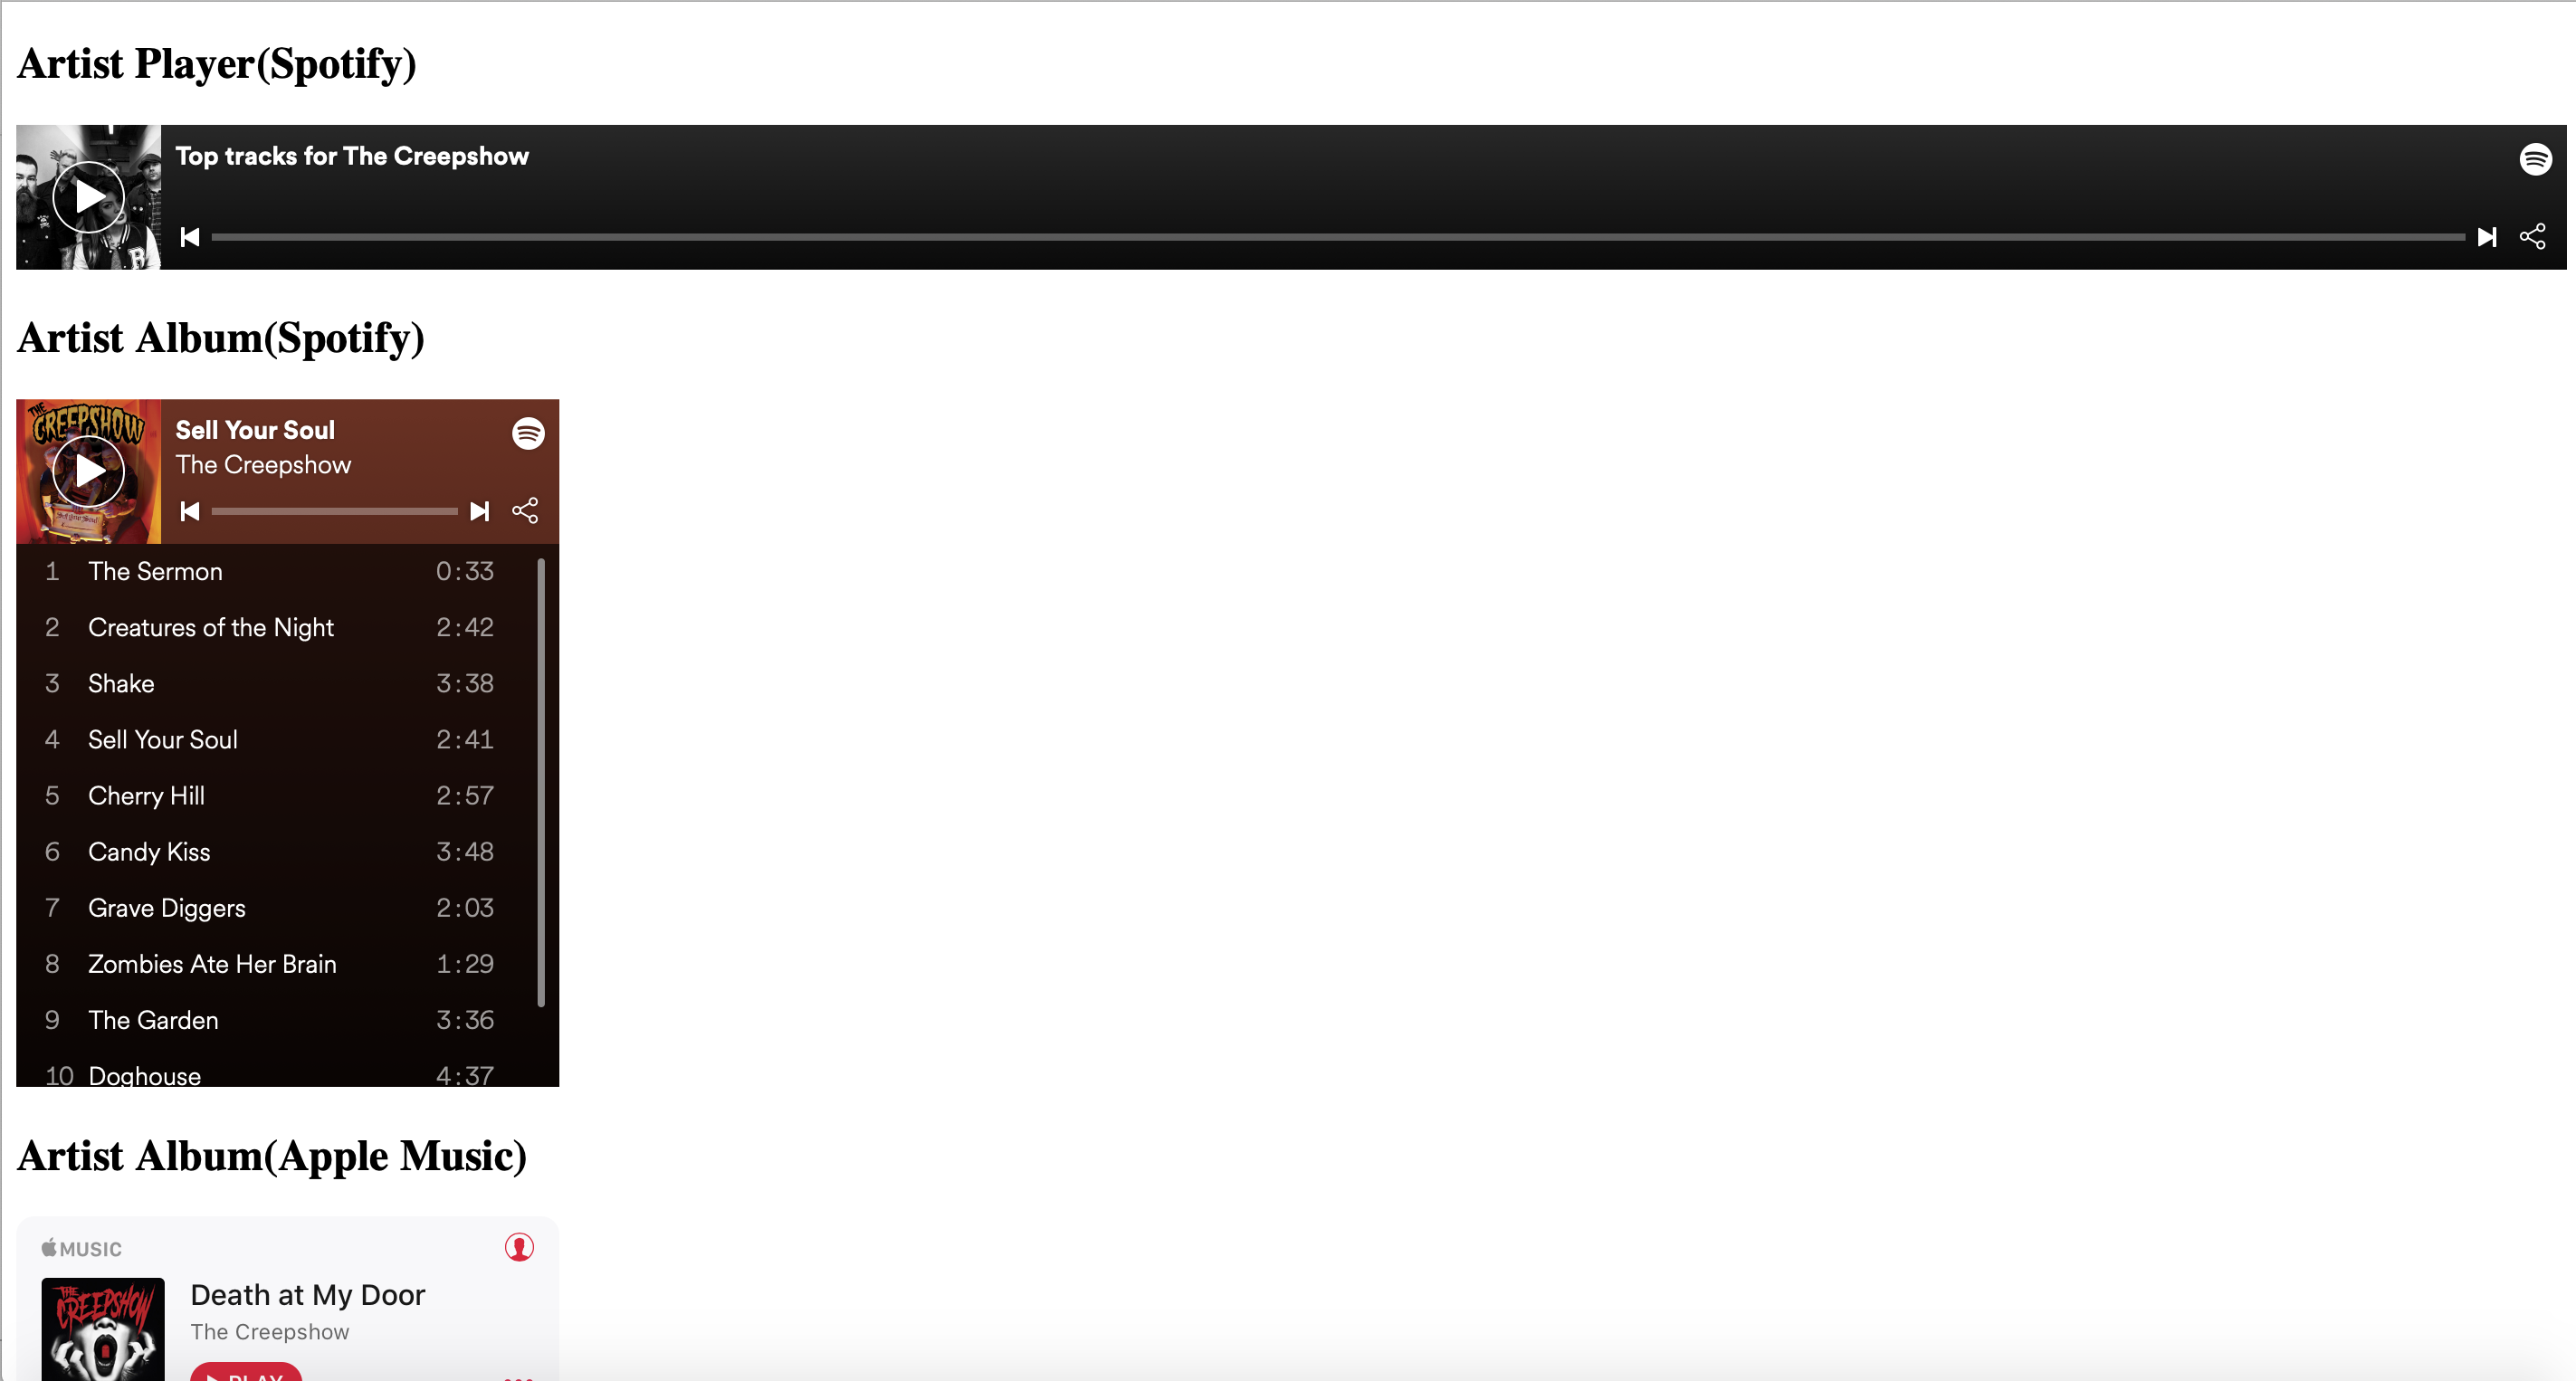 Artist Player(Spotify)
Top tracks for The Creepshow
Artist Album(Spotify)
THE CREEPSHOW
Sell Your Soul
The Creepshow
Sell your Soul
1 The Sermon 0:33
2 Creatures of the Night 2:42
3 Shake 3:38
4 Sell Your Soul 2:41
5 Cherry Hill 2:57
6 Candy Kiss 3:48
7 Grave Diggers 2:03
8 Zombies Ate Her Brain 1:29
9 The Garden 3:36
10 Doghouse 4:37
Artist Album(Apple Music)
MUSIC
THE CREEPSHOW
Death at My Door
The Creepshow
PLAY